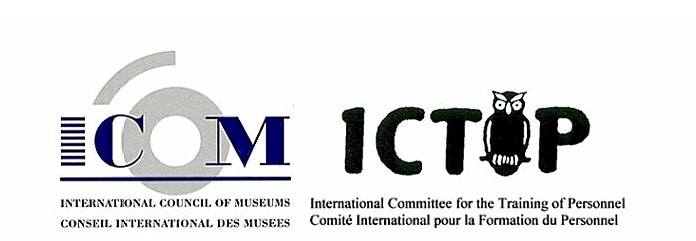 ICOM
INTERNATIONAL COUNCIL OF MUSEUMS
CONSEIL INTERNATIONAL DES MUSEES
ICTOP
International Committee for the Training of Personnel
Comité International pour la Formation du Personnel